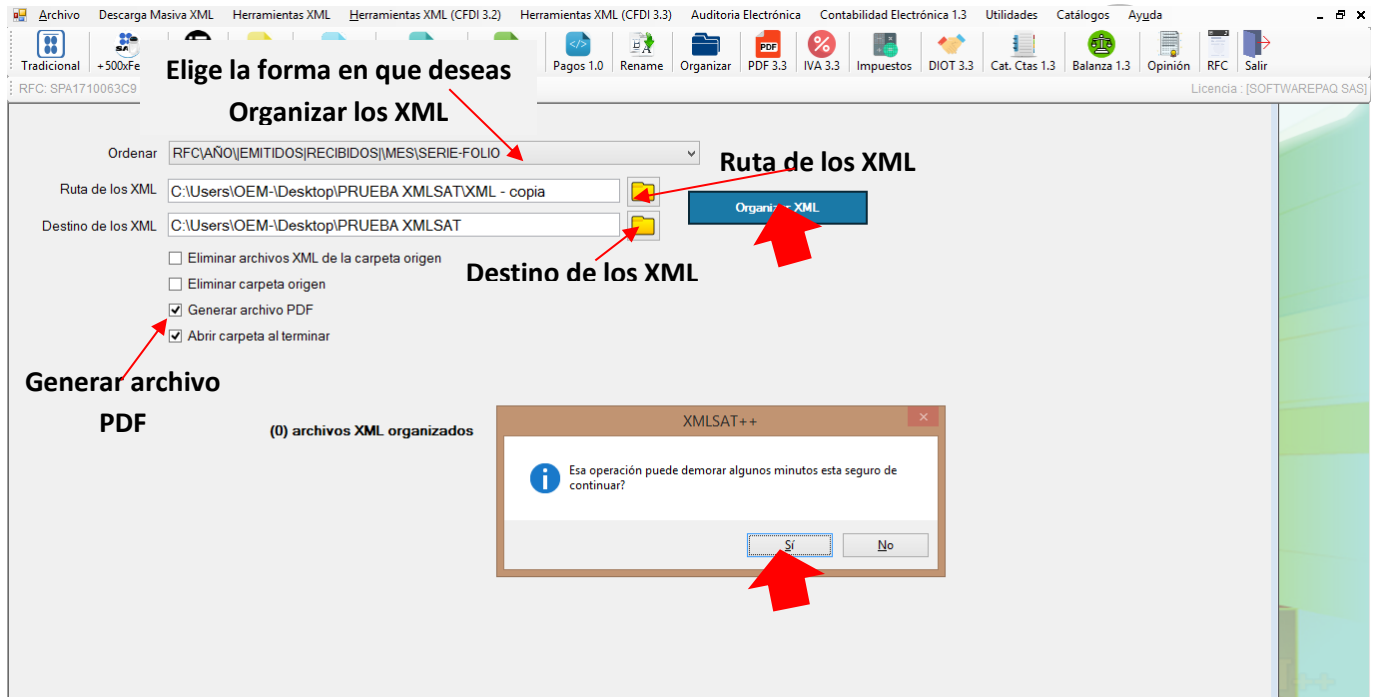 Archivo Descarga Masiva XML Herramientas XML Herramientas XML (CFDI 3.2) Herramientas XML (CFDI 3.3) Auditoria Electrónica Contabilidad Electrónica 1.3 Utilidades Catálogos Ayuda
Tradicional +500xFe Pagos 1.0 Rename Organizar PDF 3.3 IVA 3.3 Impuestos DIOT 3.3 Cat. Ctas 1.3 Balanza 1.3 Opinión RFC Salir
RFC: SPA1710063C9 Licencia : [SOFTWAREPAQ SAS]
Elige la forma en que deseas
Organizar los XML
Ordenar RFC\AÑO\|EMITIDOS|RECIBIDOS|\MES\SERIE-FOLIO
Ruta de los XML
Ruta de los XML C:\Users\OEM-\Desktop\PRUEBA XMLSAT\XML - copia
Organizar XML
Destino de los XML C:\Users\OEM-\Desktop\PRUEBA XMLSAT
Eliminar archivos XML de la carpeta origen
Destino de los XML
Eliminar carpeta origen
Generar archivo PDF
Abrir carpeta al terminar
Generar archivo
PDF
(0) archivos XML organizados
XMLSAT++
Esa operación puede demorar algunos minutos esta seguro de
continuar?
Sí No